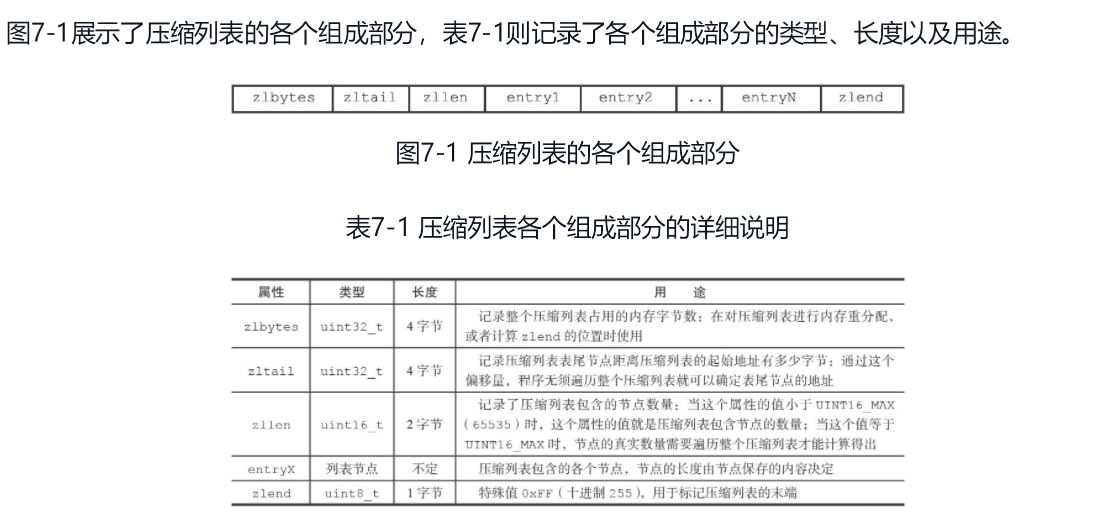 图7-1展示了压缩列表的各个组成部分，表7-1则记录了各个组成部分的类型、长度以及用途。
zlbytes zltail zllen entry1 entry2 ... entryN zlend
图7-1 压缩列表的各个组成部分
表7-1 压缩列表各个组成部分的详细说明
属性 类型 长度 用 途
zlbytes uint32_t 4 字节 记录整个压缩列表占用的内存字节数：在对压缩列表进行内存重分配，
或者计算 zlend 的位置时使用
zltail uint32_t 4 字节 记录压缩列表表尾节点距离压缩列表的起始地址有多少字节：通过这个
偏移量，程序无须遍历整个压缩列表就可以确定表尾节点的地址
zllen uint16_t 2 字节 记录了压缩列表包含的节点数量：当这个属性的值小于 UINT16_MAX
（65535）时，这个属性的值就是压缩列表包含节点的数量；当这个值等于
UINT16_MAX 时，节点的真实数量需要遍历整个压缩列表才能计算得出
entryX 列表节点 不定 压缩列表包含的各个节点，节点的长度由节点保存的内容决定
zlend uint8_t 1 字节 特殊值 0xFF（十进制 255），用于标记压缩列表的末端